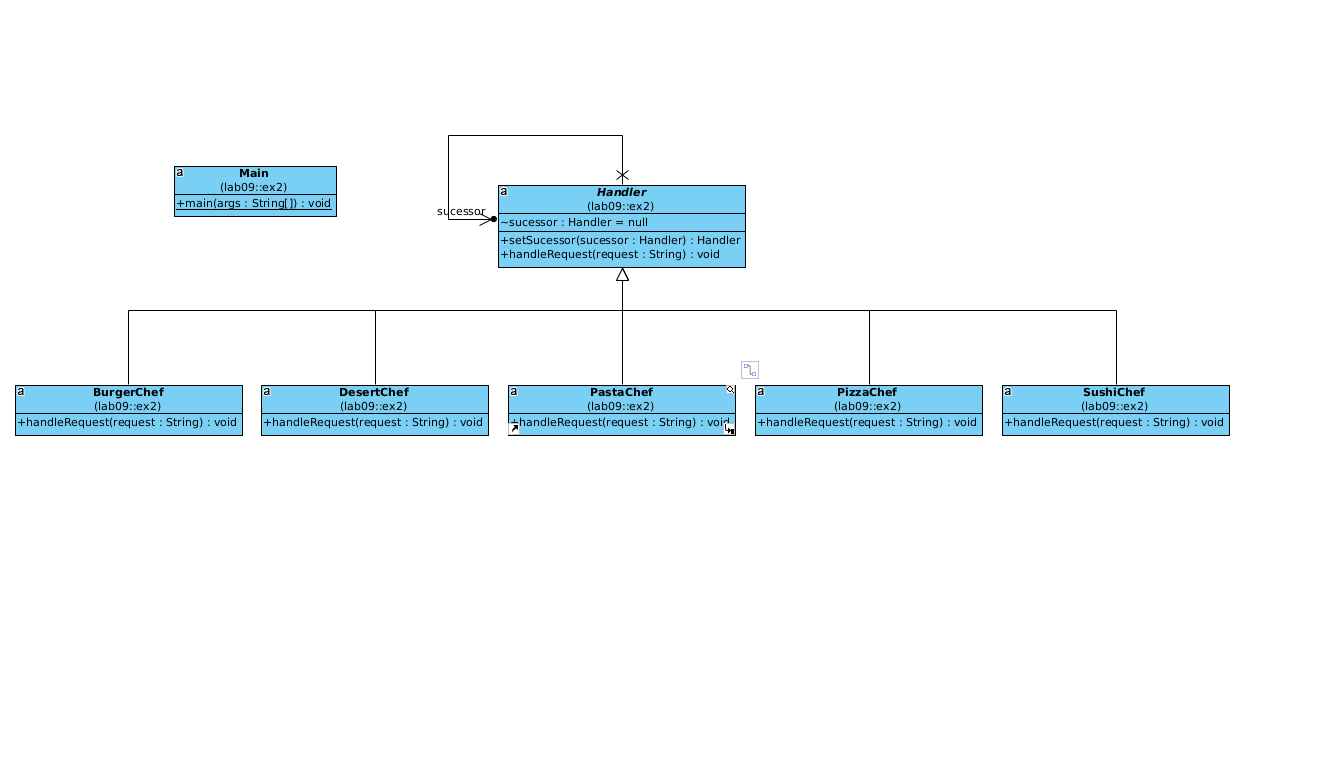 a
Main
(lab09::ex2)
+main(args : String[]) : void
sucessor
a
Handler
(lab09::ex2)
~sucessor : Handler = null
+setSucessor(sucessor : Handler) : Handler
+handleRequest(request : String) : void
a
BurgerChef
(lab09::ex2)
+handleRequest(request : String) : void
a
DesertChef
(lab09::ex2)
+handleRequest(request : String) : void
a
PastaChef
(lab09::ex2)
+handleRequest(request : String) : void
a
PizzaChef
(lab09::ex2)
+handleRequest(request : String) : void
a
SushiChef
(lab09::ex2)
+handleRequest(request : String) : void